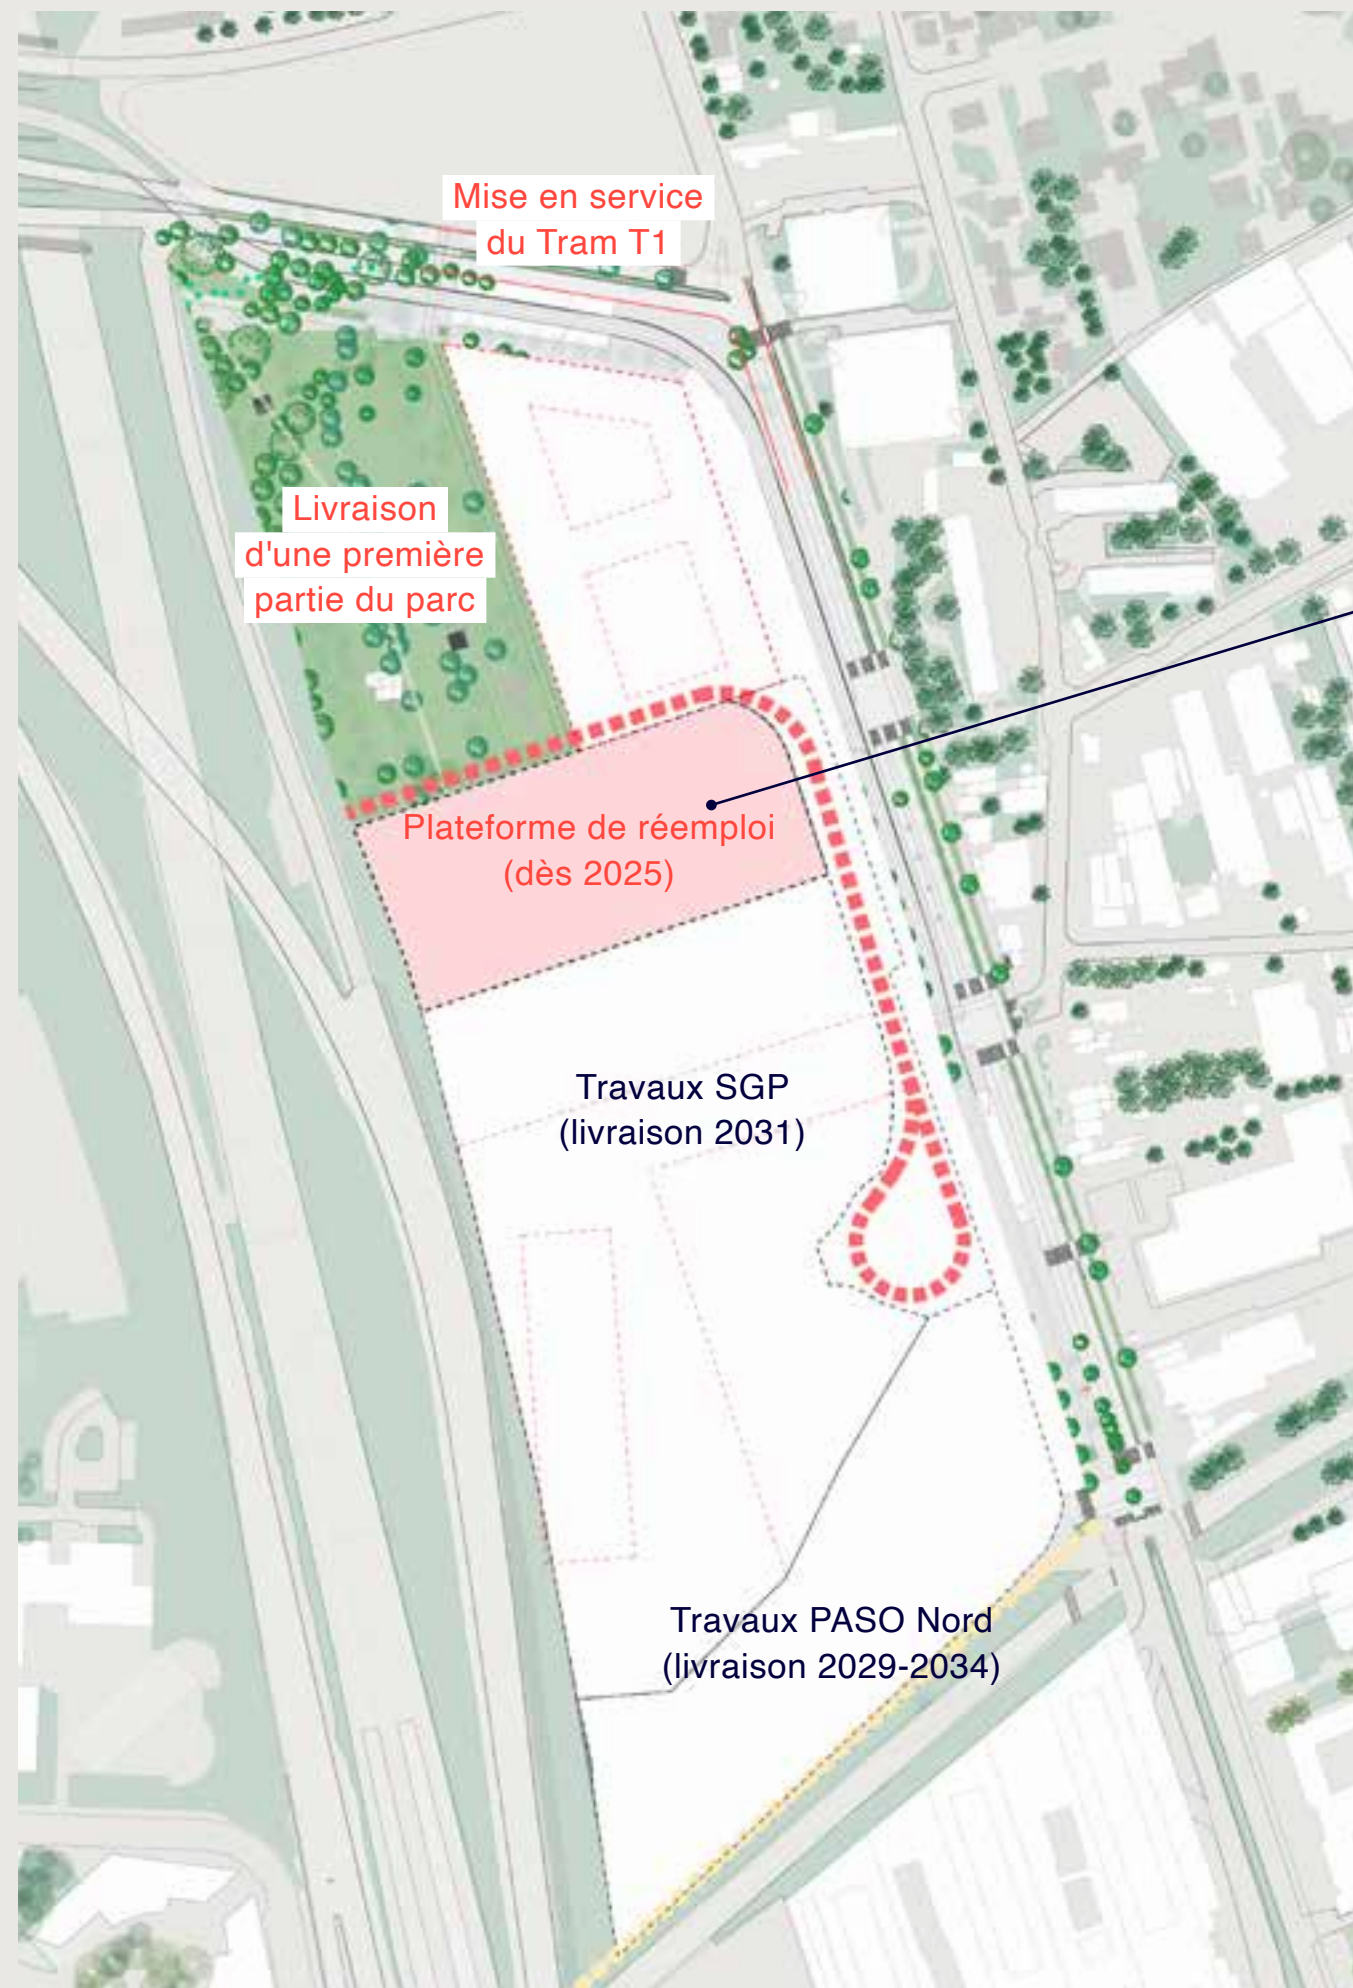 Mise en service
du Tram T1
Livraison
d'une première
partie du parc
Plateforme de réemploi
(dès 2025)
Travaux SGP
(livraison 2031)
Travaux PASO Nord
(livraison 2029-2034)